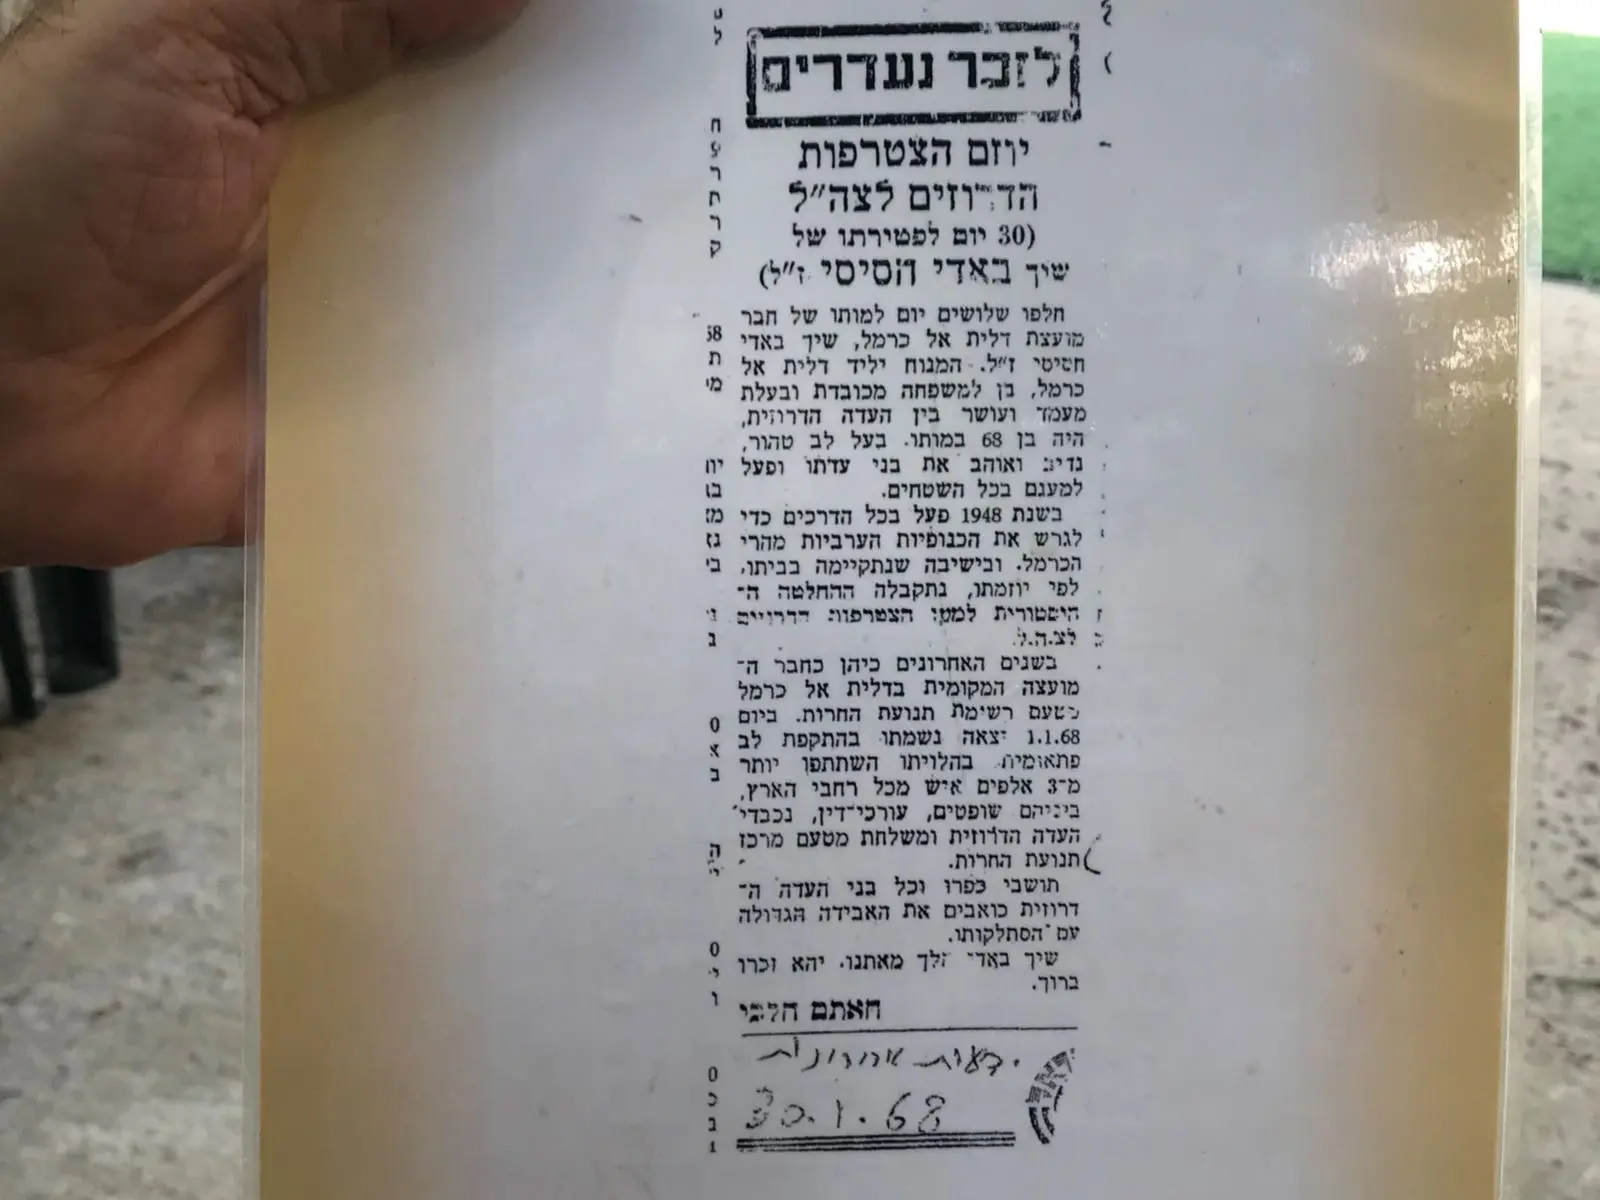 לזכר נעדרים
יוזם הצטרפות
הדרוזים לצה״ל
(30 יום לפטירתו של
שיך באדי חסיסי ז״ל)
חלפו שלושים יום למותו של חבר
מועצת דלית אל כרמל, שיך באדי
חסיסי ז״ל. המנוח יליד דלית אל
כרמל, בן למשפחה מכובדת ובעלת
מעמד ועושר בין העדה הדרוזית,
היה בן 68 במותו. בעל לב טהור,
נדיב ואוהב את בני עדתו ופעל
למענם בכל השטחים.
בשנת 1948 פעל בכל הדרכים כדי
לגרש את הכנופיות הערביות מהרי
הכרמל. ובישיבה שנתקיימה בביתו,
לפי יוזמתו, נתקבלה ההחלטה ה־
היסטורית למען הצטרפות הדרוזים
לצ.ה.ל.
בשנים האחרונים כיהן כחבר ה־
מועצה המקומית בדלית אל כרמל
מטעם רשימת תנועת החרות. ביום
1.1.68 יצאה נשמתו בהתקפת לב
פתאומית בהלויתו השתתפו יותר
מ־3 אלפים איש מכל רחבי הארץ,
ביניהם שופטים, עורכי־דין, נכבדי
העדה הדרוזית ומשלחת מטעם מרכז
תנועת החרות.
תושבי כפרו וכל בני העדה ה־
דרוזית כואבים את האבידה הגדולה
עם הסתלקותו.
שיך באדי הלך מאתנו. יהא זכרו
ברוך.
חאתם חלבי
ידעות אחרונות
30.1.68